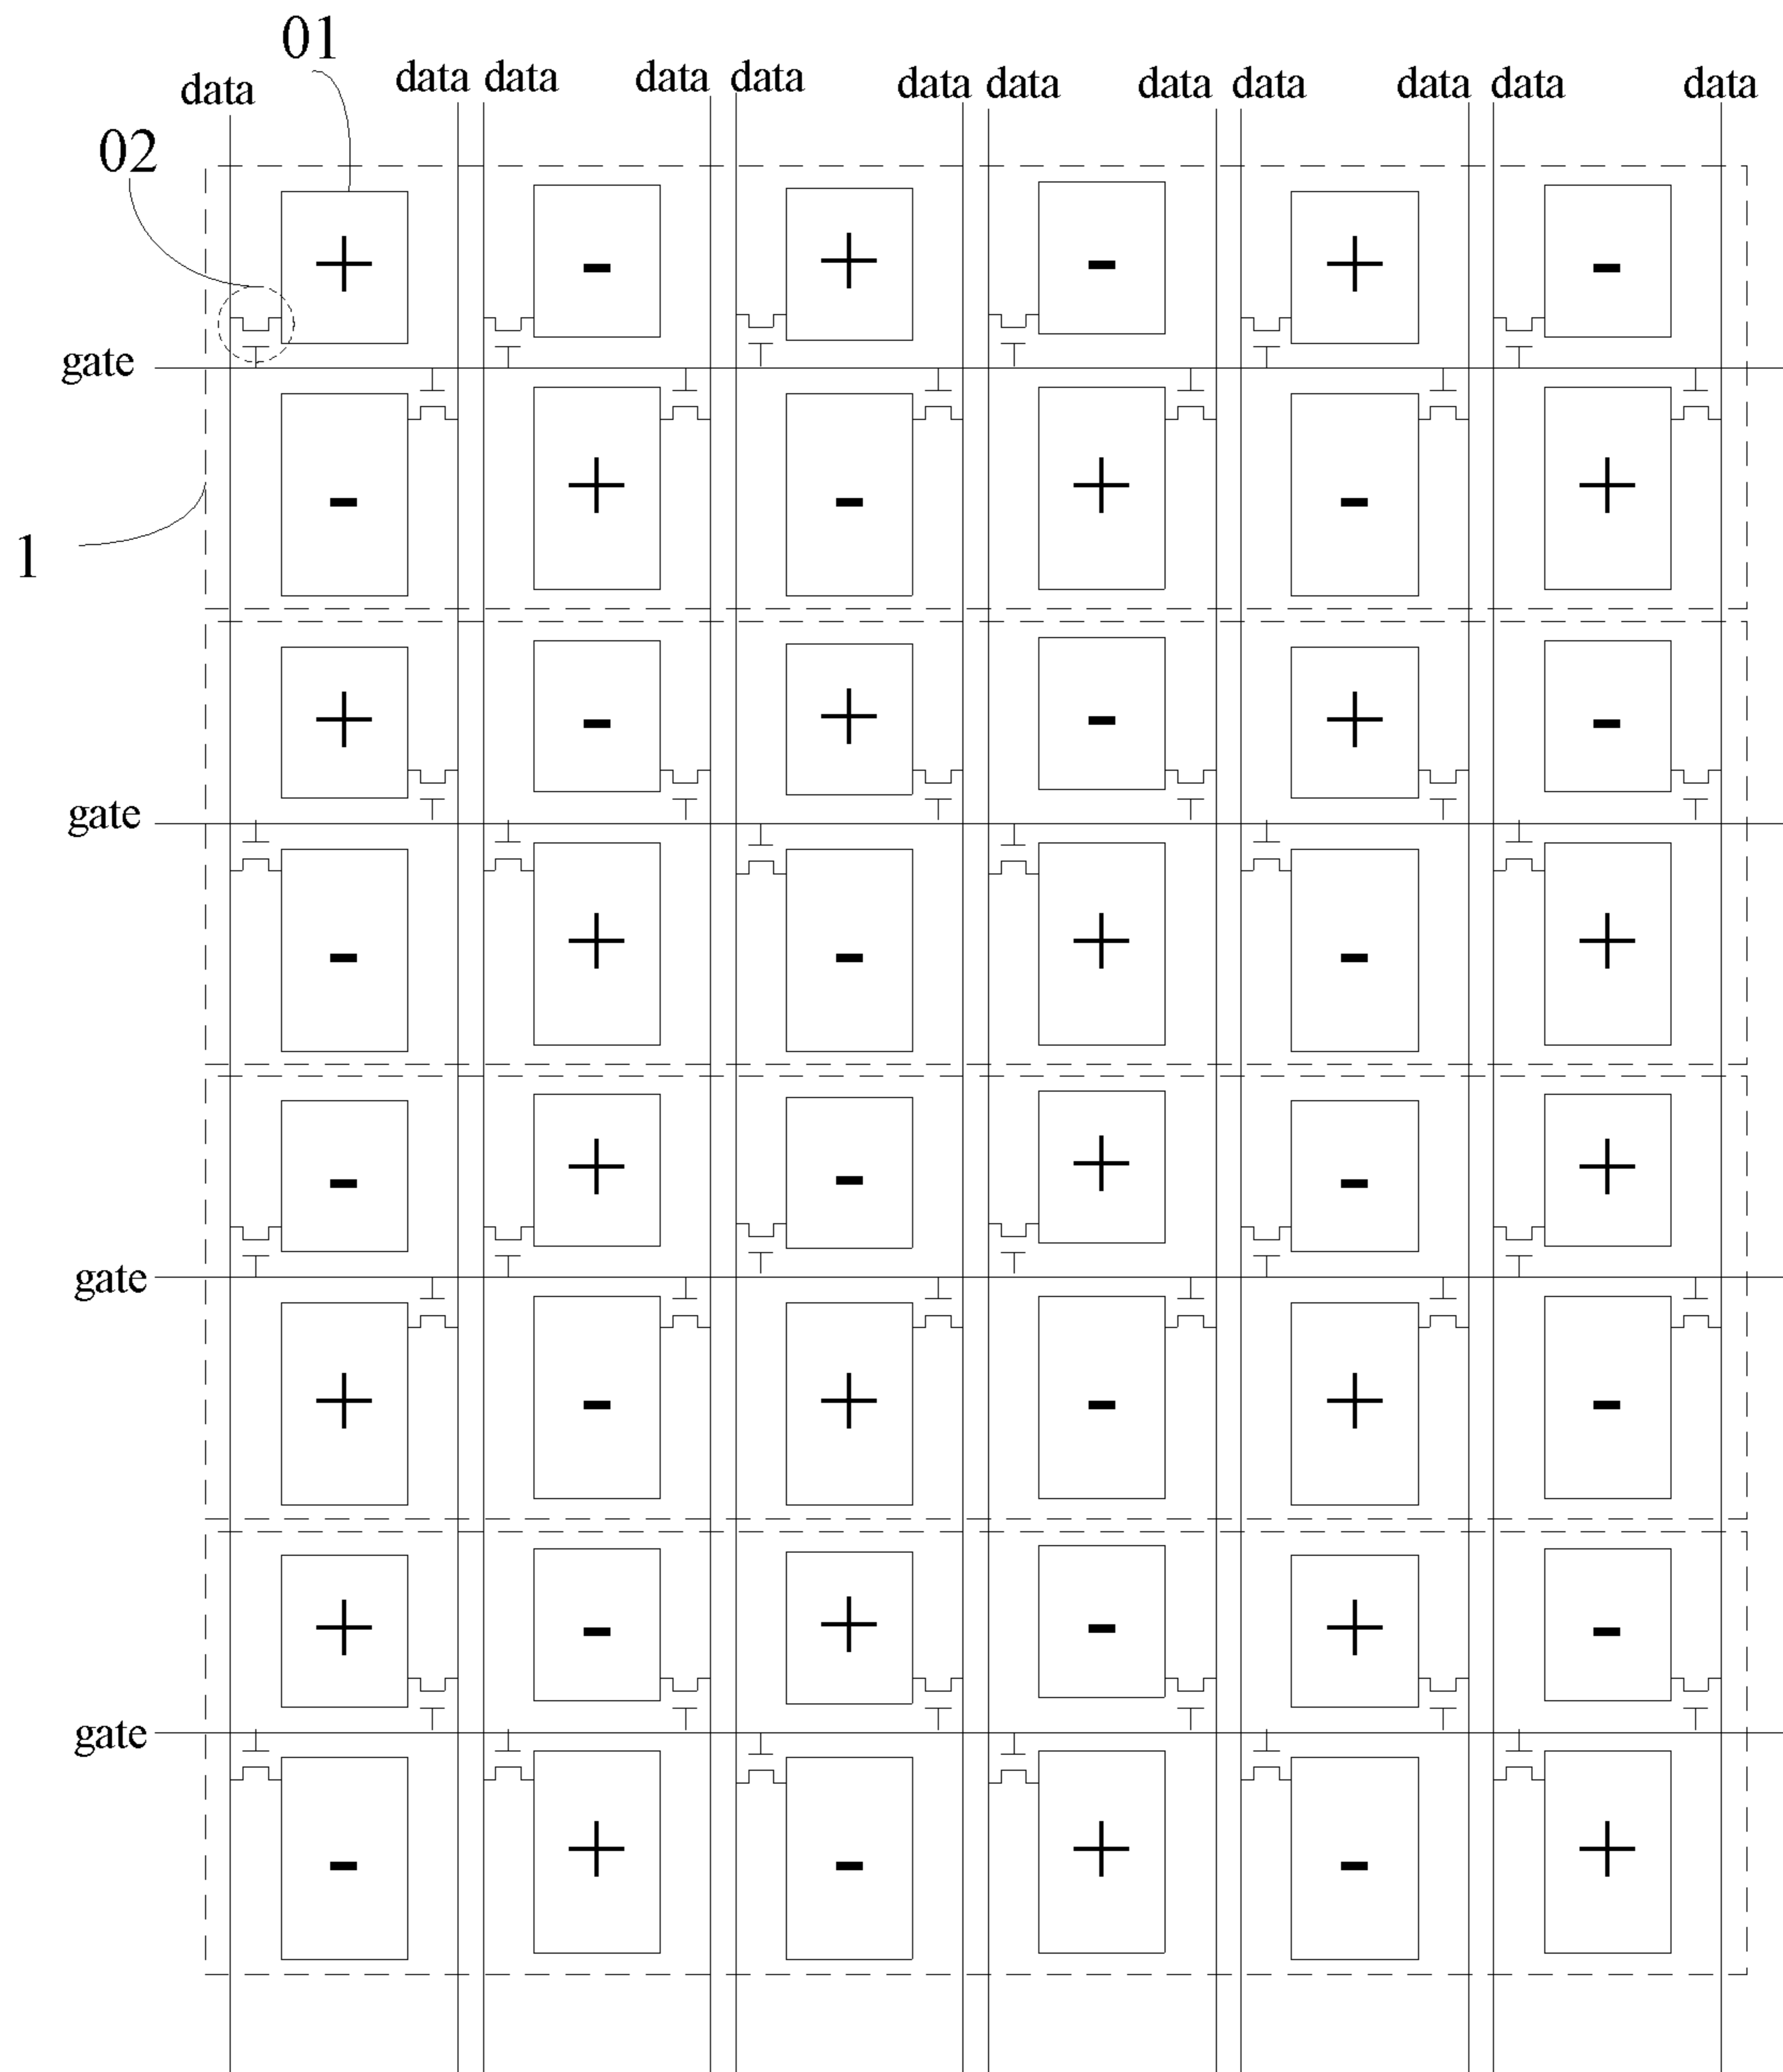 01
data data data data data data data data data data data data
02
+ - + - + -
gate
- + - + - +
1
+ - + - + -
gate
- + - + - +
- + - + - +
gate
+ - + - + -
+ - + - + -
gate
- + - + - +